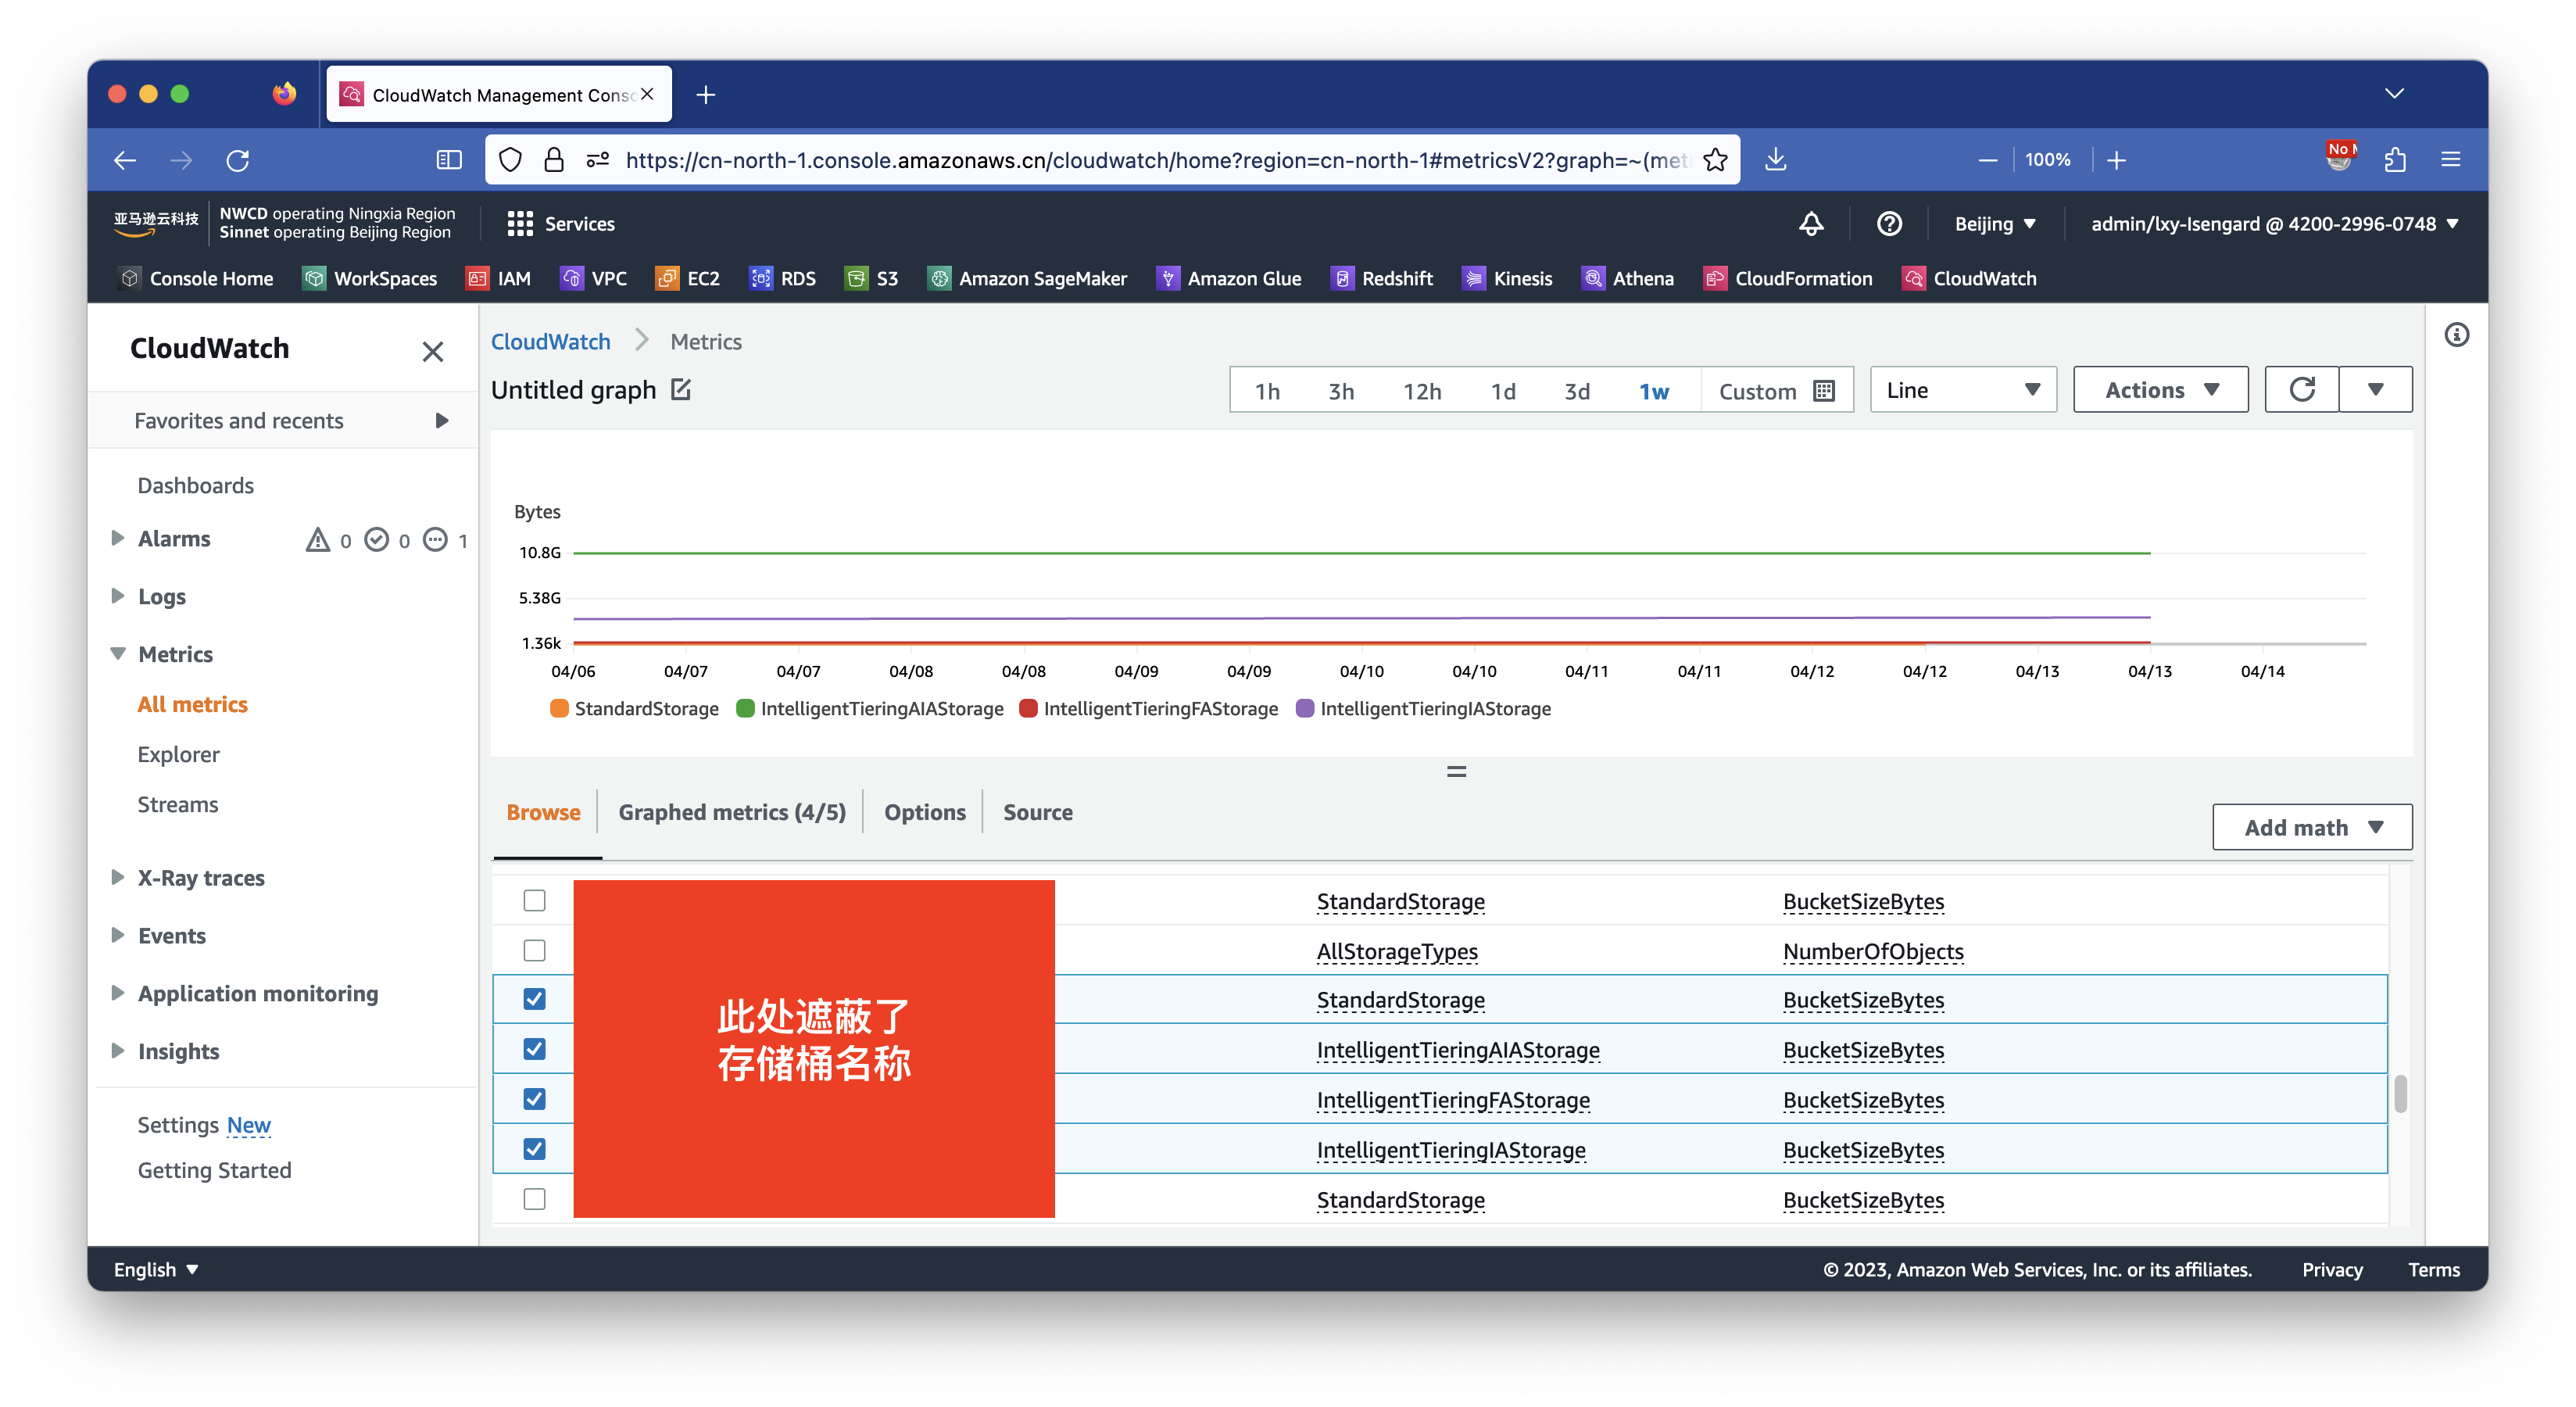 CloudWatch Management Conso
https://cn-north-1.console.amazonaws.cn/cloudwatch/home?region=cn-north-1#metricsV2?graph=~(met
100%
No
亚马逊云科技
NWCD operating Ningxia Region
Sinnet operating Beijing Region
Services
Beijing
admin/lxy-Isengard @ 4200-2996-0748
Console Home WorkSpaces IAM VPC EC2 RDS S3 Amazon SageMaker Amazon Glue Redshift Kinesis Athena CloudFormation CloudWatch
CloudWatch
Favorites and recents
Dashboards
Alarms 0 0 1
Logs
Metrics
All metrics
Explorer
Streams
X-Ray traces
Events
Application monitoring
Insights
Settings New
Getting Started
CloudWatch Metrics
Untitled graph
1h 3h 12h 1d 3d 1w Custom
Line
Actions
Bytes
10.8G
5.38G
1.36k
04/06 04/07 04/07 04/08 04/08 04/09 04/09 04/10 04/10 04/11 04/11 04/12 04/12 04/13 04/13 04/14
StandardStorage IntelligentTieringAIAStorage IntelligentTieringFAStorage IntelligentTieringIAStorage
Browse Graphed metrics (4/5) Options Source
Add math
StandardStorage BucketSizeBytes
AllStorageTypes NumberOfObjects
StandardStorage BucketSizeBytes
IntelligentTieringAIAStorage BucketSizeBytes
IntelligentTieringFAStorage BucketSizeBytes
IntelligentTieringIAStorage BucketSizeBytes
StandardStorage BucketSizeBytes
此处遮蔽了
存储桶名称
English
© 2023, Amazon Web Services, Inc. or its affiliates. Privacy Terms